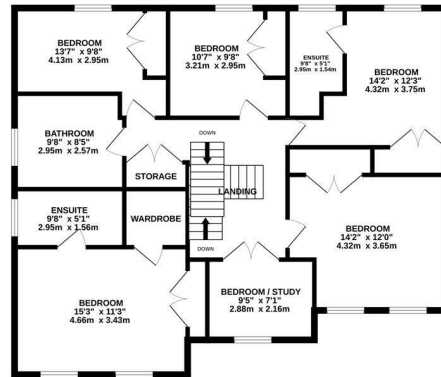 BEDROOM
13'7" x 9'8"
4.13m x 2.95m
BEDROOM
10'7" x 9'8"
3.21m x 2.95m
ENSUITE
9'8" x 5'1"
2.95m x 1.54m
BEDROOM
14'2" x 12'3"
4.32m x 3.75m
BATHROOM
9'8" x 8'5"
2.95m x 2.57m
DOWN
STORAGE
LANDING
ENSUITE
9'8" x 5'1"
2.95m x 1.56m
WARDROBE
DOWN
BEDROOM
14'2" x 12'0"
4.32m x 3.65m
BEDROOM
15'3" x 11'3"
4.66m x 3.43m
BEDROOM / STUDY
9'5" x 7'1"
2.88m x 2.16m